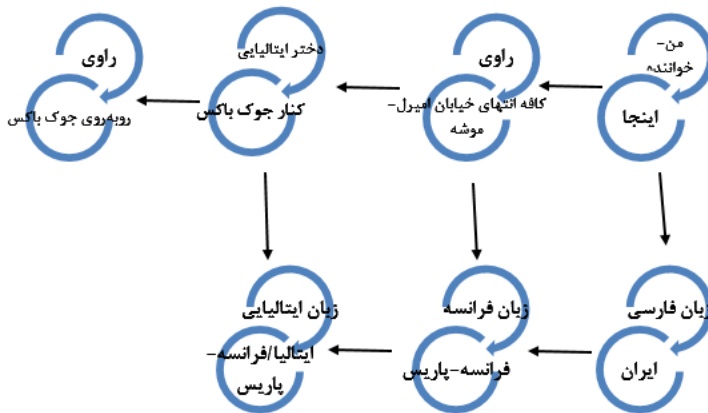 من-
خواننده
اینجا
راوی
کافه انتهای خیابان امیرل-
موشه
دختر ایتالیایی
کنار جوک باکس
راوی
روبه‌روی جوک باکس
زبان فارسی
ایران
زبان فرانسه
فرانسه-پاریس
زبان ایتالیایی
ایتالیا/فرانسه-
پاریس